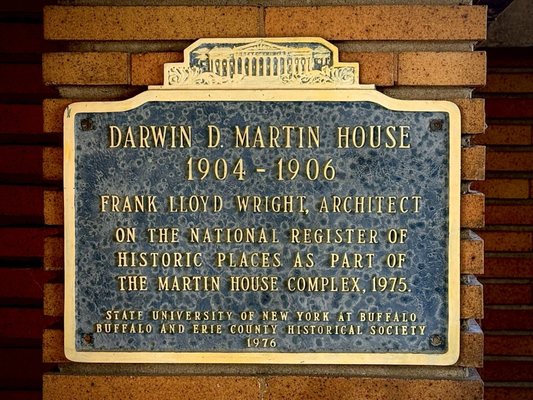 DARWIN D. MARTIN HOUSE
1904 - 1906
FRANK LLOYD WRIGHT, ARCHITECT
ON THE NATIONAL REGISTER OF
HISTORIC PLACES AS PART OF
THE MARTIN HOUSE COMPLEX, 1975.
STATE UNIVERSITY OF NEW YORK AT BUFFALO
BUFFALO AND ERIE COUNTY HISTORICAL SOCIETY
1976